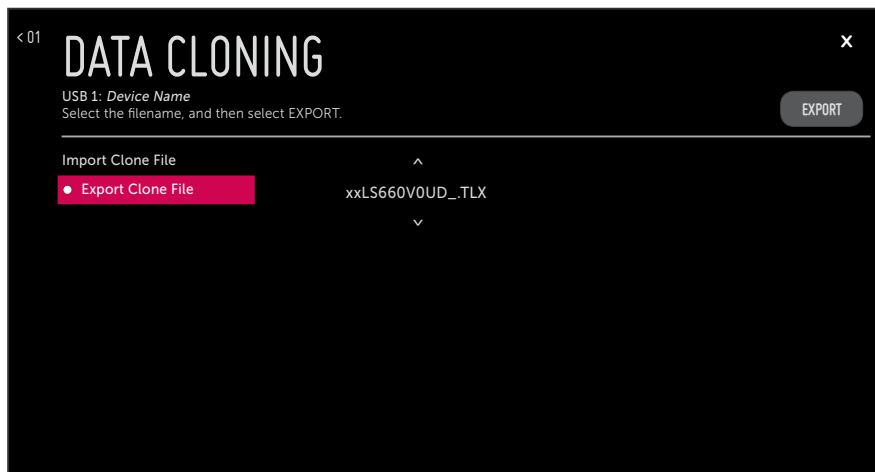 < 01
DATA CLONING
X
USB 1: Device Name
Select the filename, and then select EXPORT.
EXPORT
Import Clone File
Export Clone File
xxLS660V0UD_.TLX